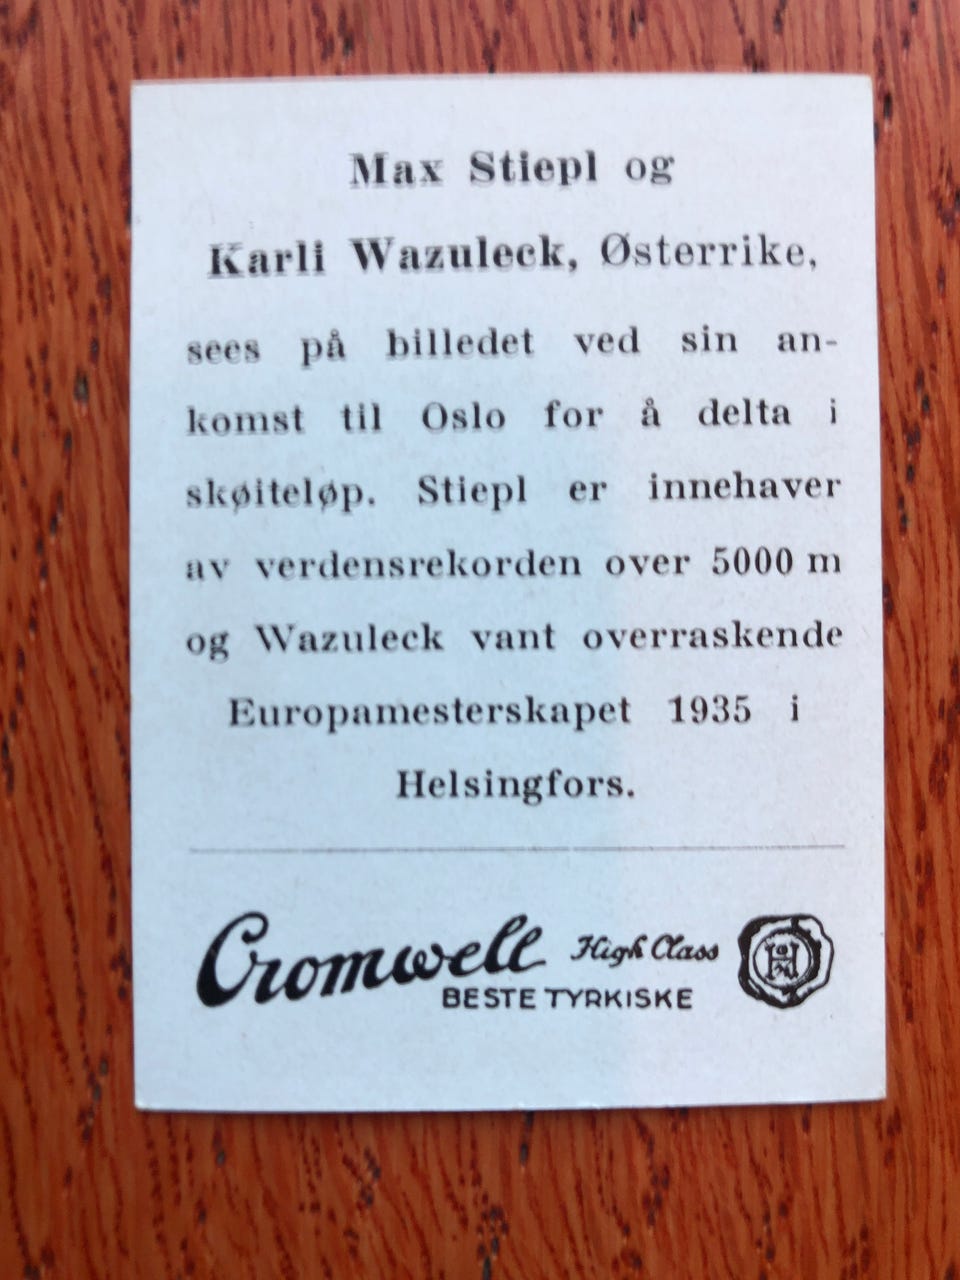 Max Stiepl og
Karli Wazuleck, Østerrike,
sees på billedet ved sin an-
komst til Oslo for å delta i
skøiteløp. Stiepl er innehaver
av verdensrekorden over 5000 m
og Wazuleck vant overraskende
Europamesterskapet 1935 i
Helsingfors.
Cromwell High Class
BESTE TYRKISKE